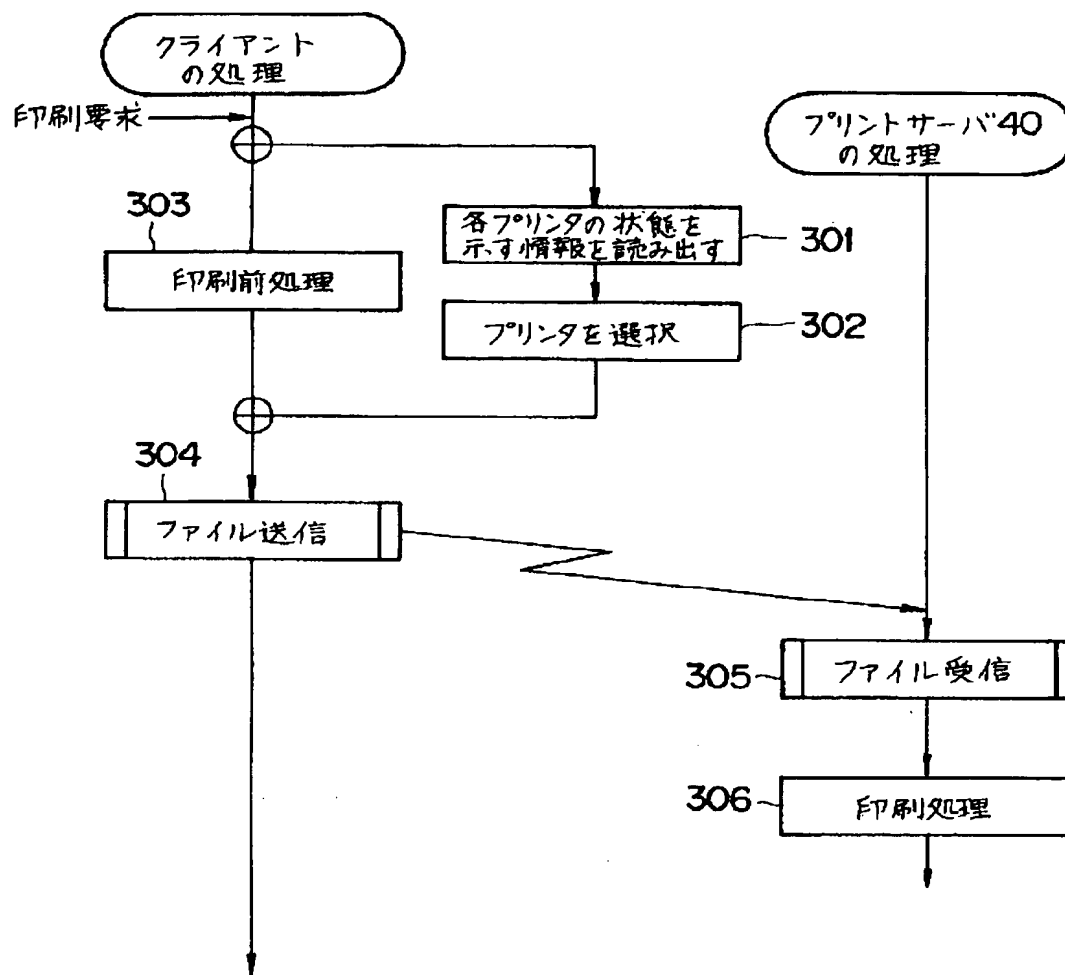 クライアント
の処理
印刷要求
プリントサーバ40
の処理
303
各プリンタの状態を
示す情報を読み出す
301
印刷前処理
プリンタを選択
302
304
ファイル送信
305
ファイル受信
306
印刷処理